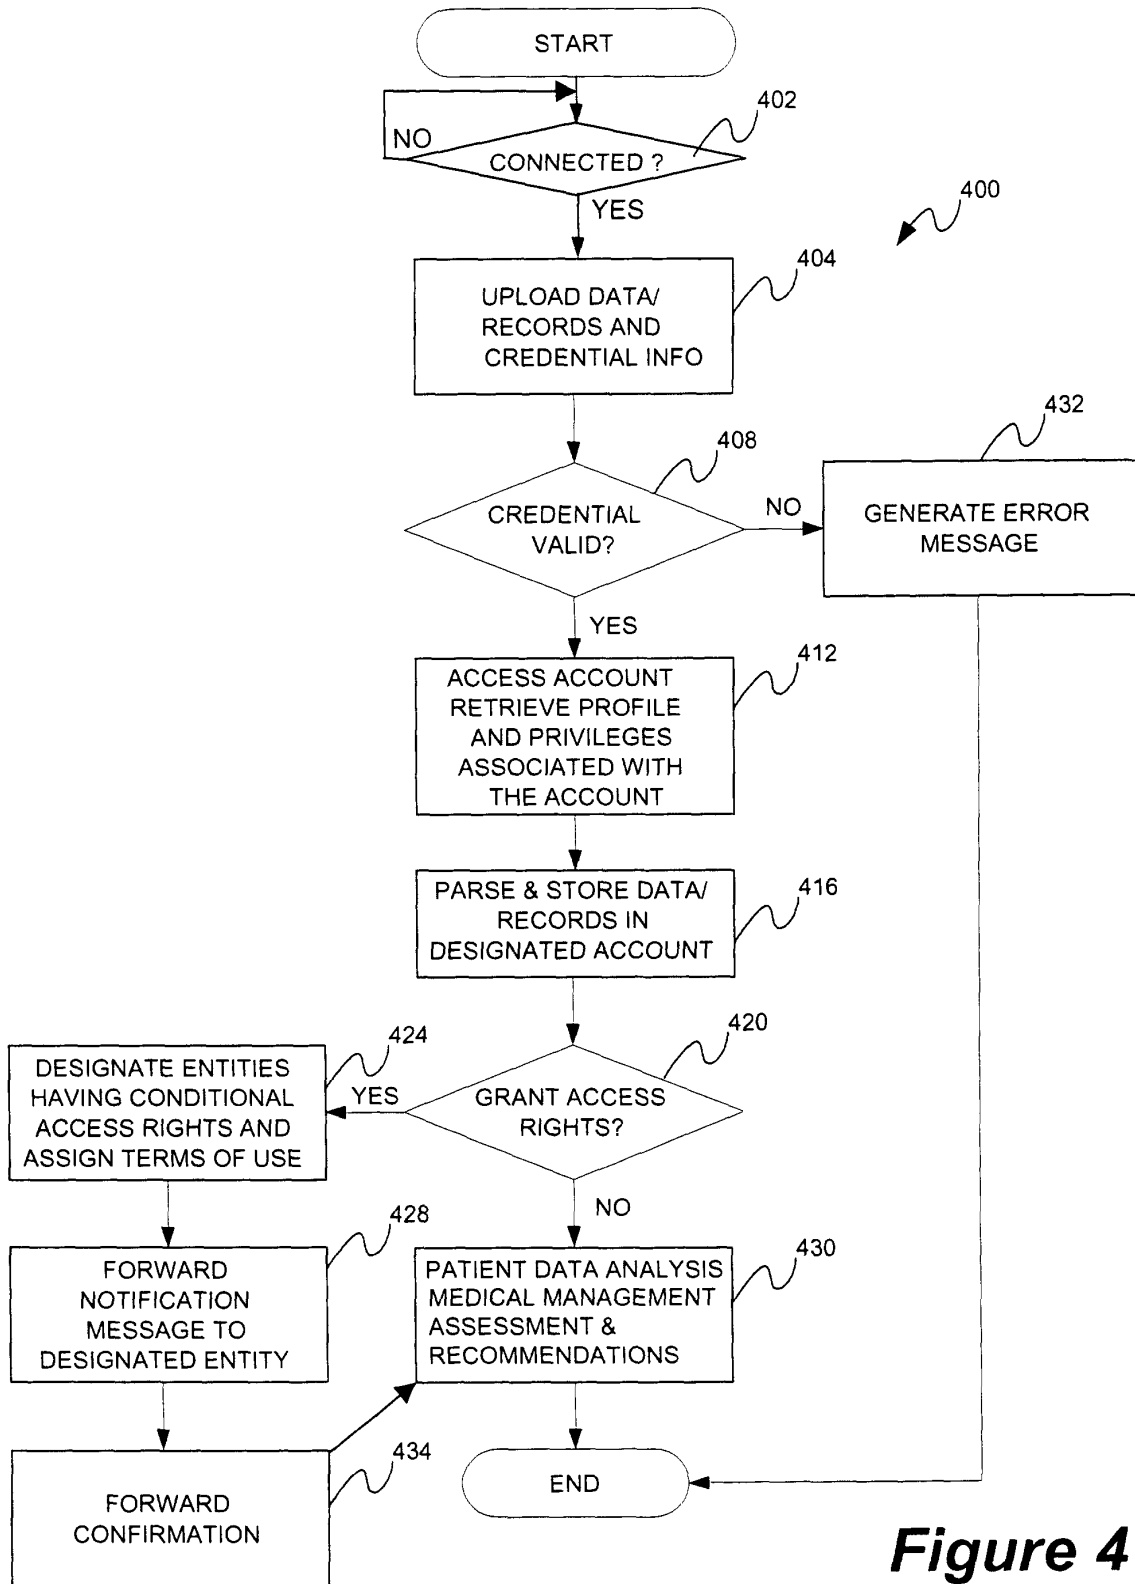 START
402
NO
CONNECTED ?
YES
400
404
UPLOAD DATA/
RECORDS AND
CREDENTIAL INFO
432
408
CREDENTIAL
VALID?
NO
GENERATE ERROR
MESSAGE
YES
412
ACCESS ACCOUNT
RETRIEVE PROFILE
AND PRIVILEGES
ASSOCIATED WITH
THE ACCOUNT
416
PARSE & STORE DATA/
RECORDS IN
DESIGNATED ACCOUNT
420
424
DESIGNATE ENTITIES
HAVING CONDITIONAL
ACCESS RIGHTS AND
ASSIGN TERMS OF USE
YES
GRANT ACCESS
RIGHTS?
NO
428
FORWARD
NOTIFICATION
MESSAGE TO
DESIGNATED ENTITY
430
PATIENT DATA ANALYSIS
MEDICAL MANAGEMENT
ASSESSMENT &
RECOMMENDATIONS
434
FORWARD
CONFIRMATION
END
Figure 4